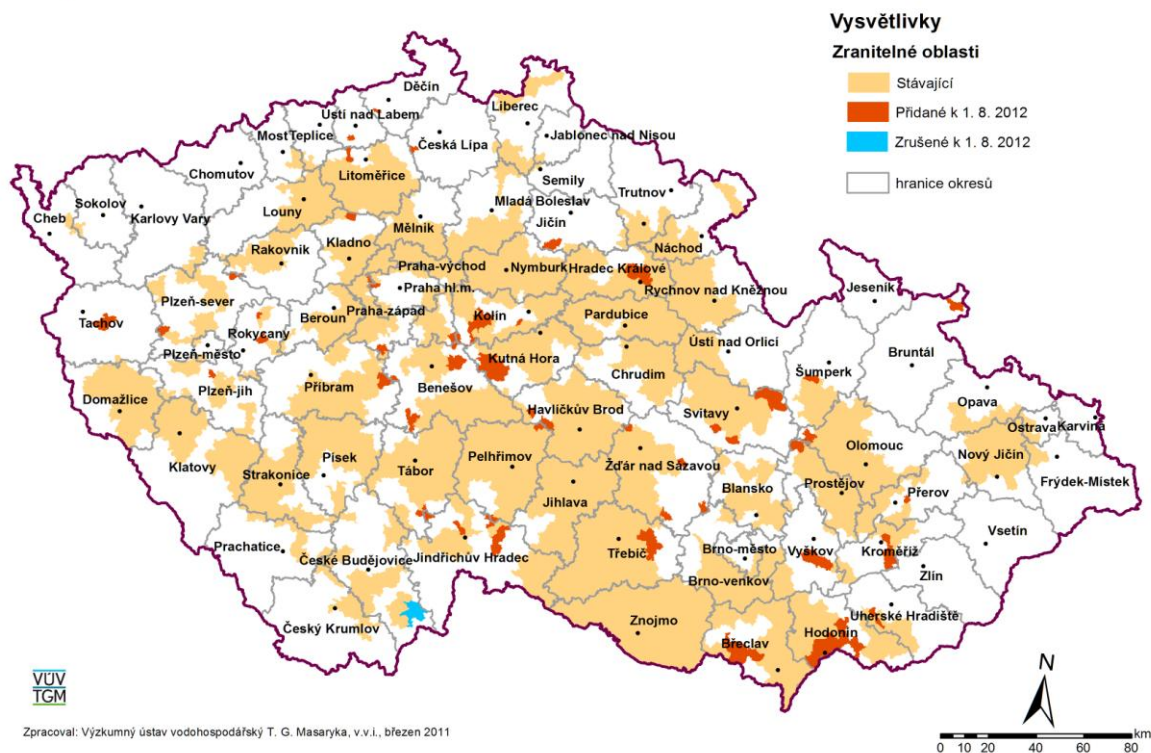 Vysvětlivky
Zranitelné oblasti
Stávající
Přidané k 1. 8. 2012
Zrušené k 1. 8. 2012
hranice okresů
Děčín
Liberec
Ústí nad Labem
Most
Teplice
Česká Lípa
Jablonec nad Nisou
Chomutov
Litoměřice
Semily
Trutnov
Sokolov
Cheb
Karlovy Vary
Louny
Mladá Boleslav
Jičín
Mělník
Rakovník
Kladno
Náchod
Praha-východ
Nymburk
Hradec Králové
Praha hl.m.
Rychnov nad Kněžnou
Jeseník
Plzeň-sever
Tachov
Rokycany
Beroun
Praha-západ
Kolín
Pardubice
Plzeň-město
Kutná Hora
Ústí nad Orlicí
Bruntál
Šumperk
Příbram
Benešov
Chrudim
Plzeň-jih
Domažlice
Opava
Havlíčkův Brod
Svitavy
Ostrava
Karviná
Olomouc
Klatovy
Písek
Pelhřimov
Nový Jičín
Strakonice
Tábor
Žďár nad Sázavou
Jihlava
Blansko
Prostějov
Přerov
Frýdek-Místek
Vsetín
Prachatice
České Budějovice
Jindřichův Hradec
Třebíč
Brno-město
Vyškov
Kroměříž
Zlín
Brno-venkov
Český Krumlov
Znojmo
Břeclav
Hodonín
Uherské Hradiště
N
km
0 10 20 40 60 80
VÚV
TGM
Zpracoval: Výzkumný ústav vodohospodářský T. G. Masaryka, v.v.i., březen 2011